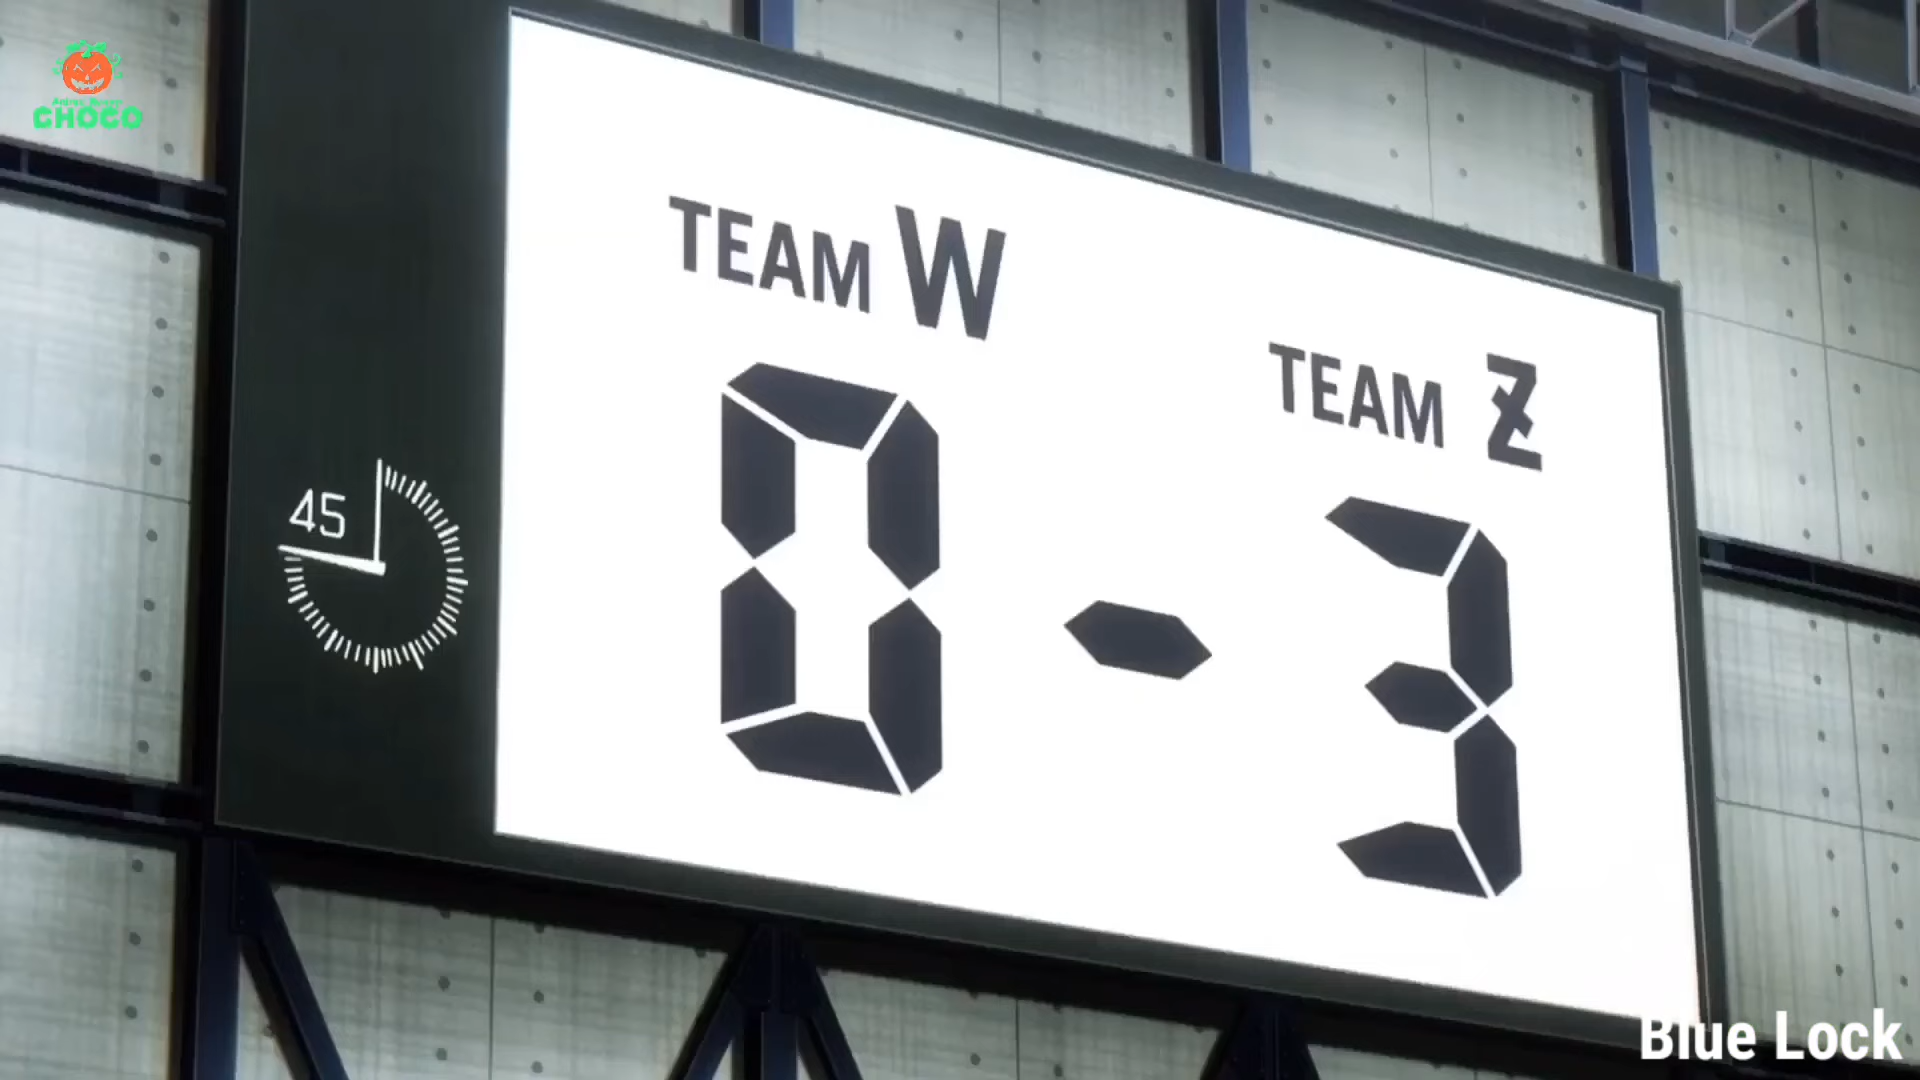 CHOCO
TEAM W
TEAM Z
45
0 - 3
Blue Lock